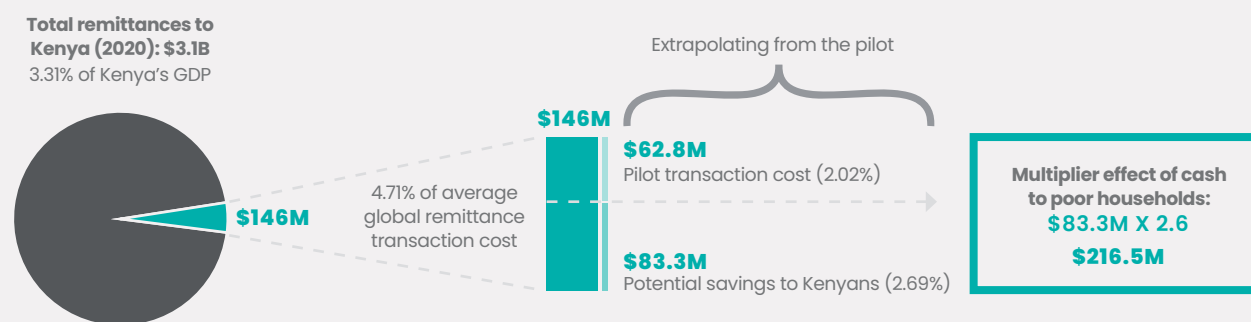 Total remittances to
Kenya (2020): $3.1B
3.31% of Kenya's GDP
$146M
4.71% of average
global remittance
transaction cost
$146M
Extrapolating from the pilot
$62.8M
Pilot transaction cost (2.02%)
$83.3M
Potential savings to Kenyans (2.69%)
Multiplier effect of cash
to poor households:
$83.3M X 2.6
$216.5M